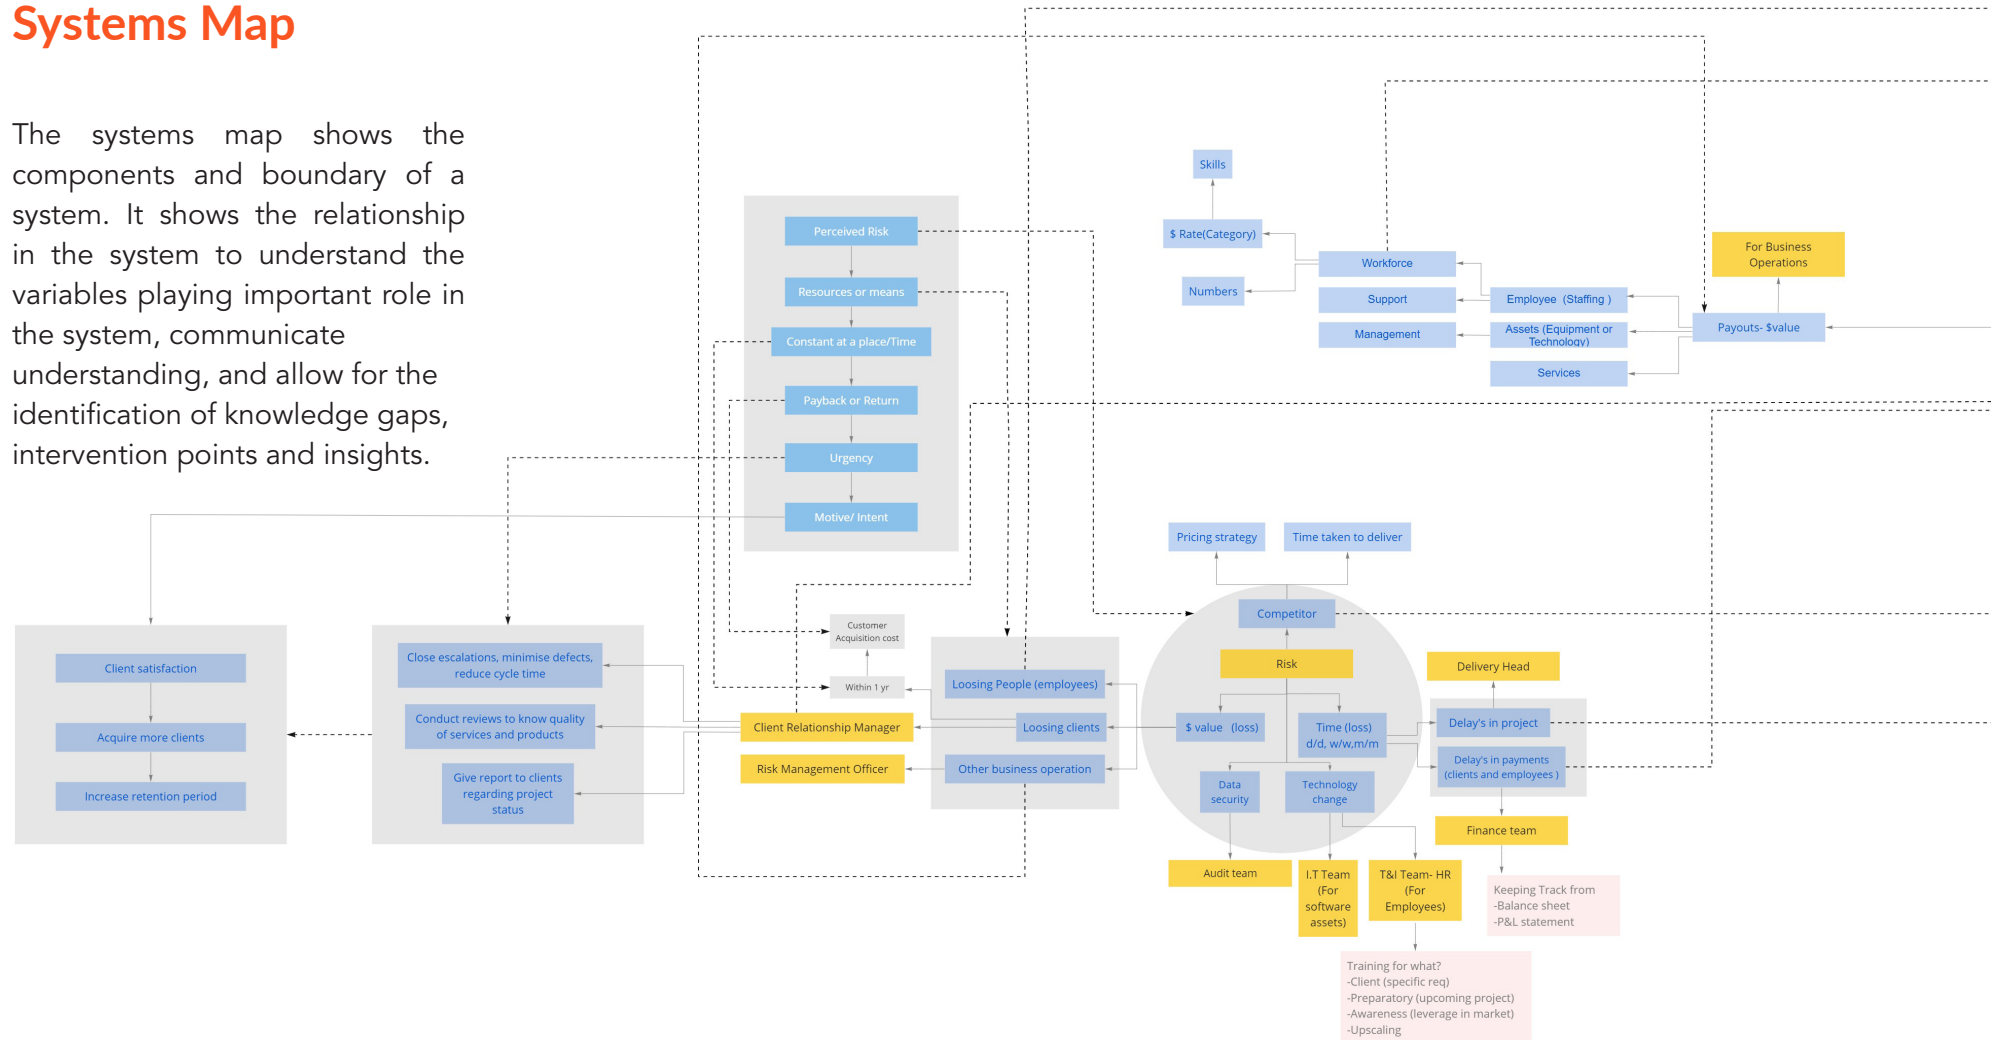 Systems Map
The systems map shows the
components and boundary of a
system. It shows the relationship
in the system to understand the
variables playing important role in
the system, communicate
understanding, and allow for the
identification of knowledge gaps,
intervention points and insights.
Perceived Risk
Resources or means
Constant at a place/Time
Payback or Return
Urgency
Motive/ Intent
Skills
$ Rate(Category)
Numbers
Workforce
Support
Management
Employee (Staffing )
Assets (Equipment or
Technology)
Services
For Business
Operations
Payouts- $value
Client satisfaction
Acquire more clients
Increase retention period
Close escalations, minimise defects,
reduce cycle time
Conduct reviews to know quality
of services and products
Give report to clients
regarding project
status
Customer
Acquisition cost
Within 1 yr
Client Relationship Manager
Risk Management Officer
Loosing People (employees)
Loosing clients
Other business operation
Pricing strategy
Time taken to deliver
Competitor
Risk
$ value (loss)
Time (loss)
d/d, w/w,m/m
Data
security
Technology
change
Delivery Head
Delay's in project
Delay's in payments
(clients and employees )
Finance team
Audit team
I.T Team
(For
software
assets)
T&I Team- HR
(For
Employees)
Keeping Track from
-Balance sheet
-P&L statement
Training for what?
-Client (specific req)
-Preparatory (upcoming project)
-Awareness (leverage in market)
-Upscaling